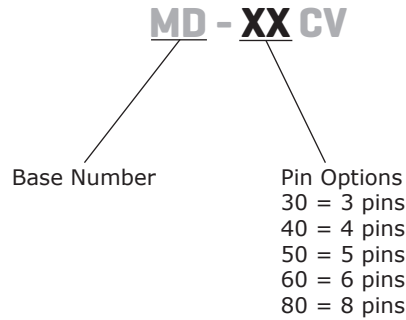 MD - XX CV
Base Number
Pin Options
30 = 3 pins
40 = 4 pins
50 = 5 pins
60 = 6 pins
80 = 8 pins